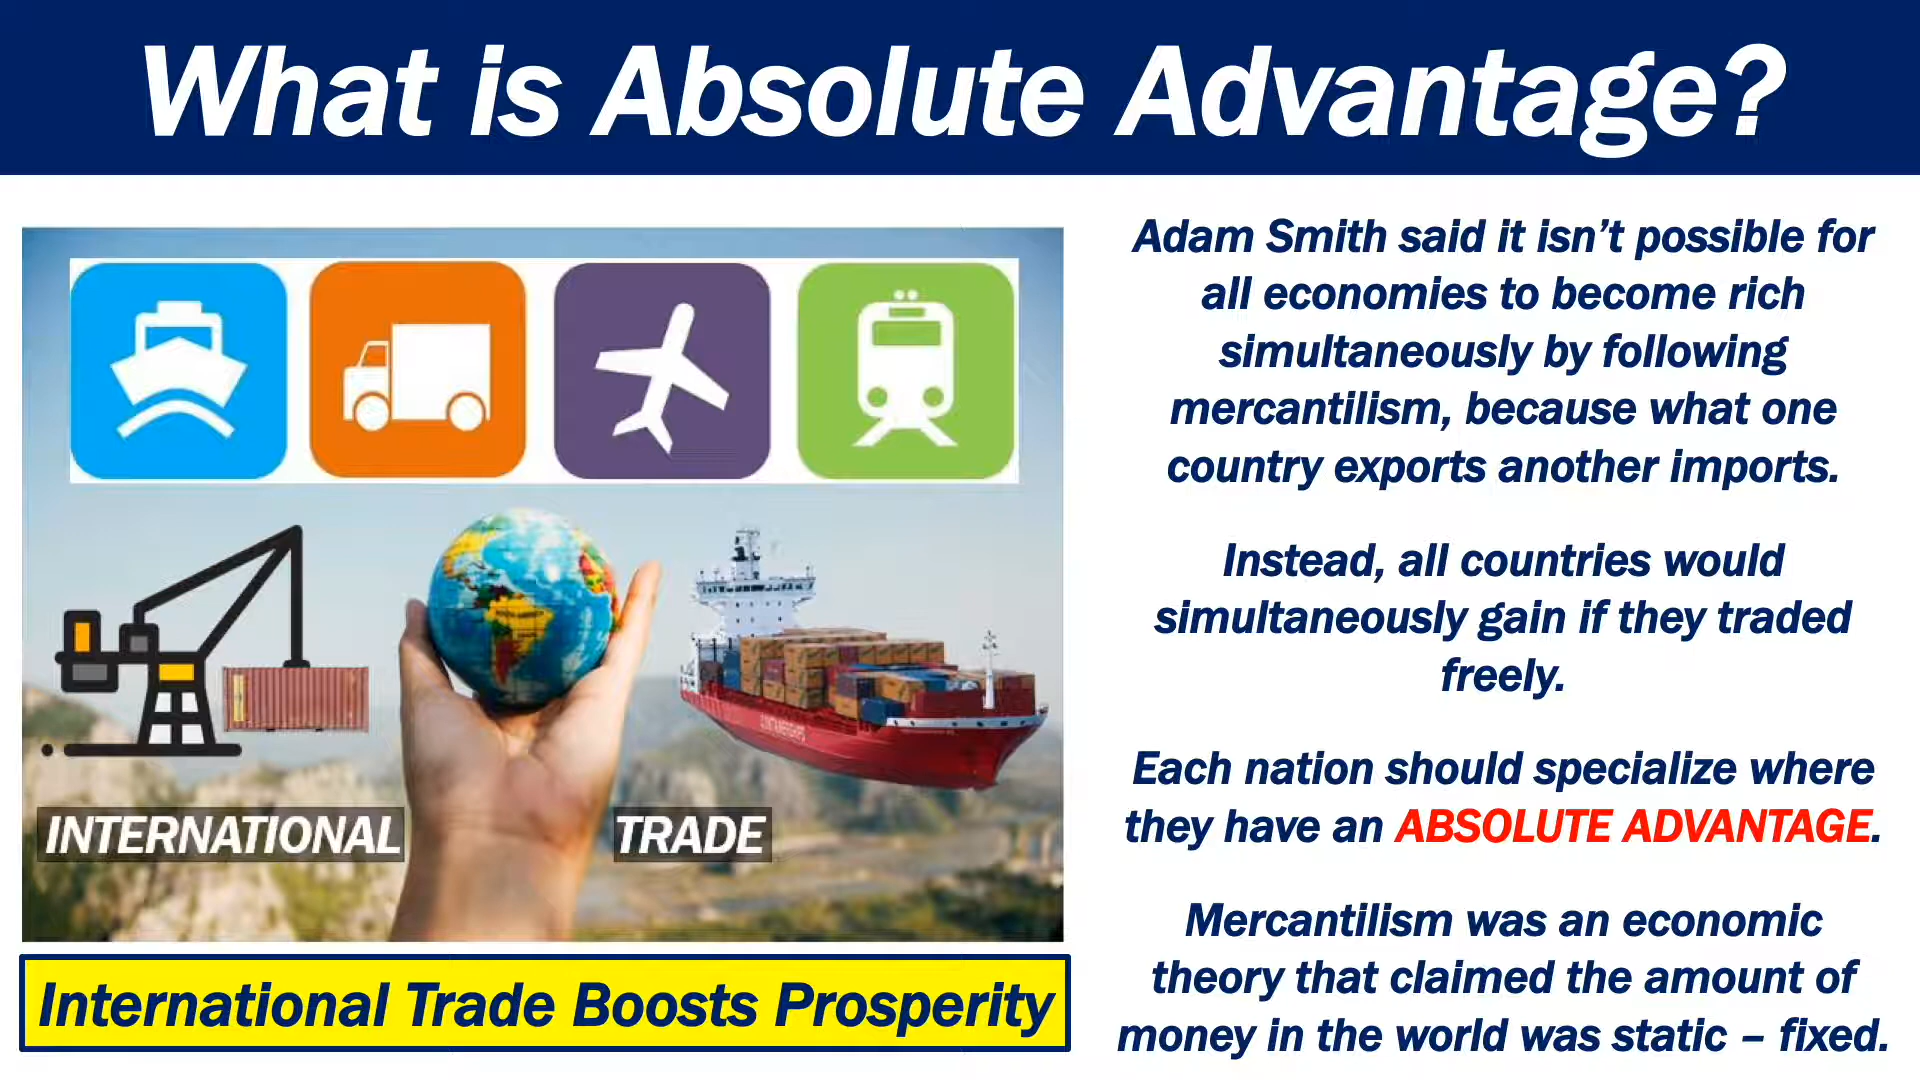 What is Absolute Advantage?
INTERNATIONAL TRADE
International Trade Boosts Prosperity
Adam Smith said it isn’t possible for
all economies to become rich
simultaneously by following
mercantilism, because what one
country exports another imports.
Instead, all countries would
simultaneously gain if they traded
freely.
Each nation should specialize where
they have an ABSOLUTE ADVANTAGE.
Mercantilism was an economic
theory that claimed the amount of
money in the world was static – fixed.